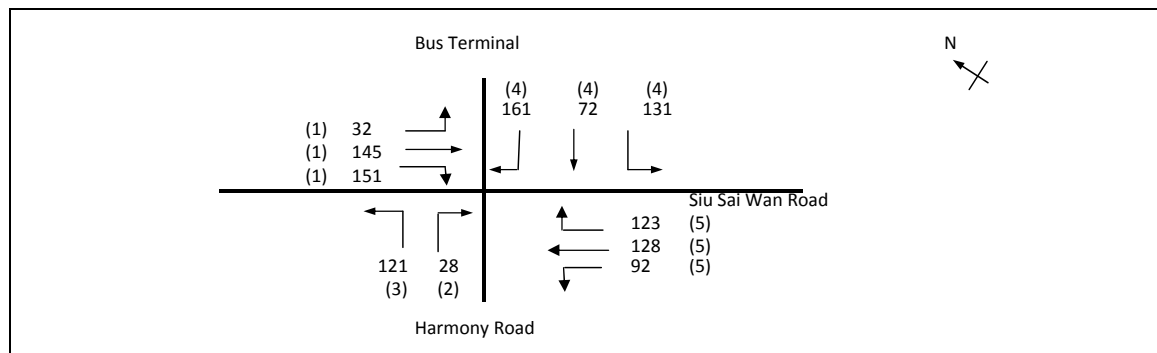 Bus Terminal
N
(4) (4) (4)
161 72 131
(1) 32
(1) 145
(1) 151
Siu Sai Wan Road
123 (5)
128 (5)
92 (5)
121 28
(3) (2)
Harmony Road